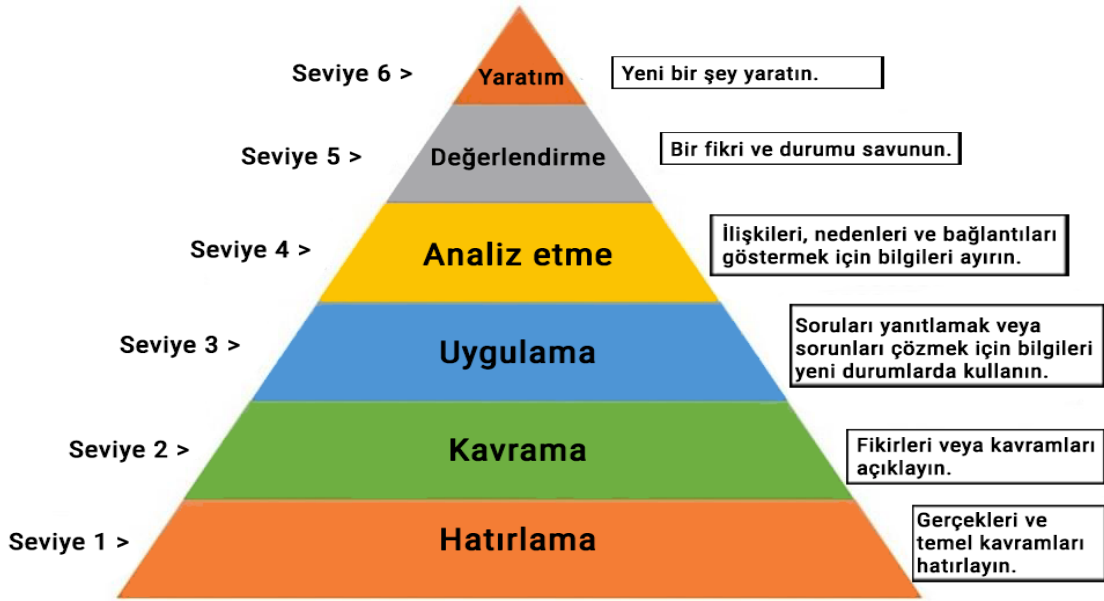 Seviye 6 >
Yaratım
Yeni bir şey yaratın.
Seviye 5 >
Değerlendirme
Bir fikri ve durumu savunun.
Seviye 4 >
Analiz etme
İlişkileri, nedenleri ve bağlantıları
göstermek için bilgileri ayırın.
Seviye 3 >
Uygulama
Soruları yanıtlamak veya
sorunları çözmek için bilgileri
yeni durumlarda kullanın.
Seviye 2 >
Kavrama
Fikirleri veya kavramları
açıklayın.
Seviye 1 >
Hatırlama
Gerçekleri ve
temel kavramları
hatırlayın.